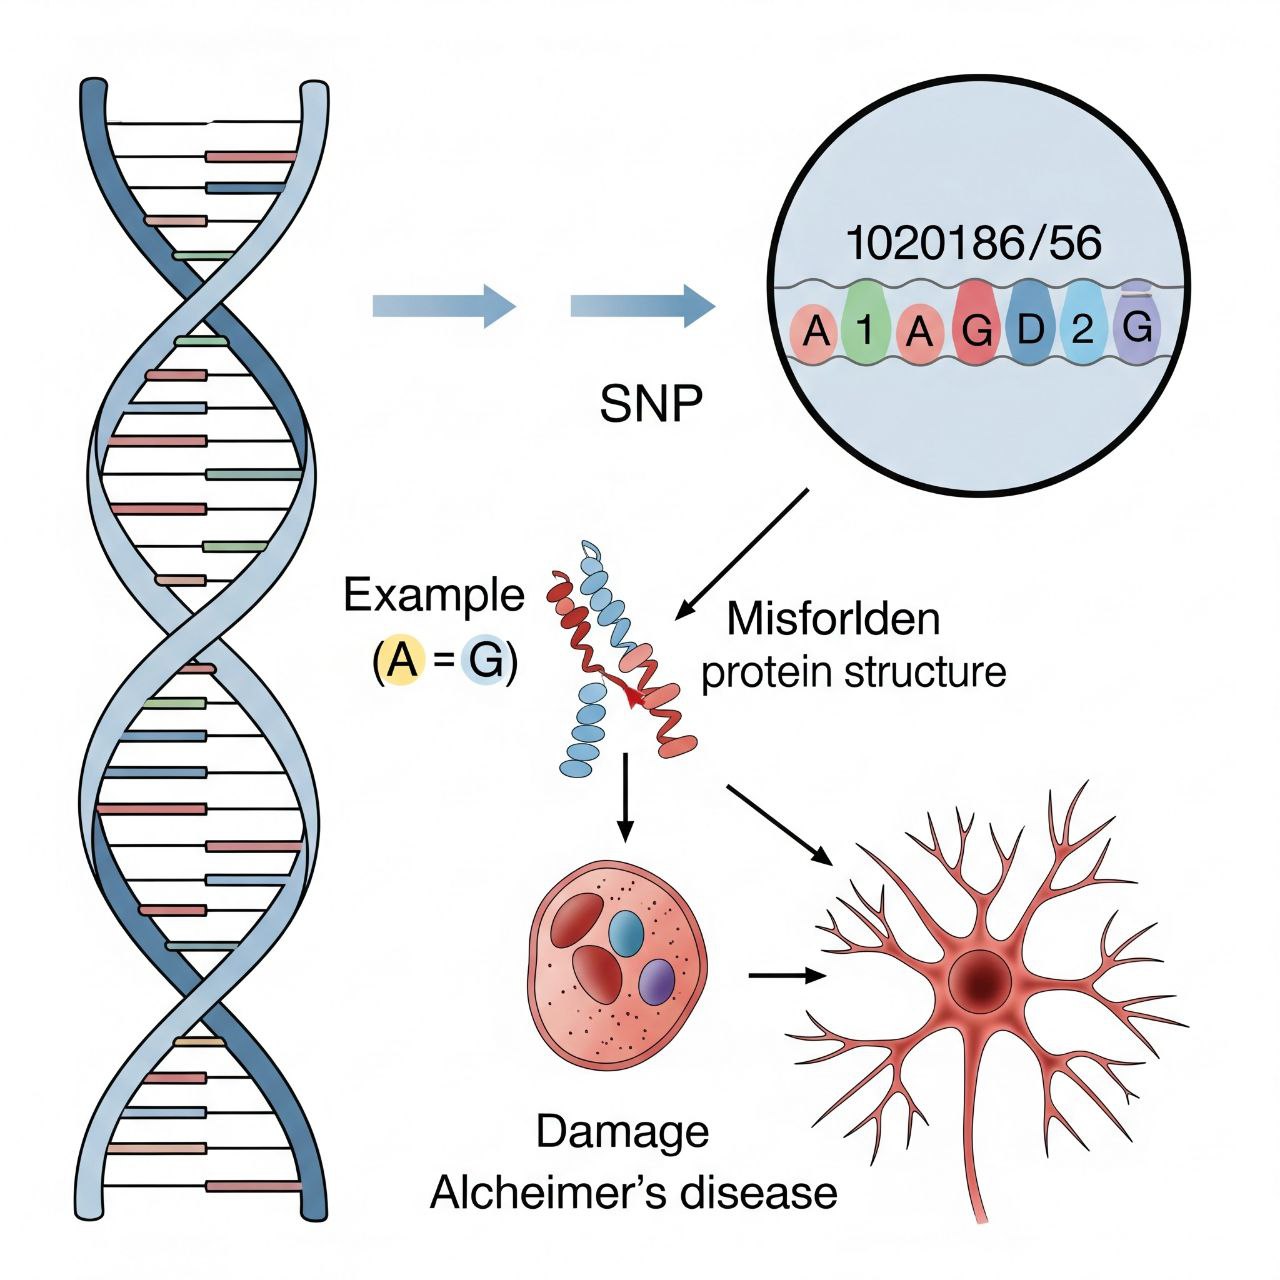 1020186/56
A 1 A G D 2 G
SNP
Example
(A = G)
Misforlden
protein structure
Damage
Alcheimer's disease